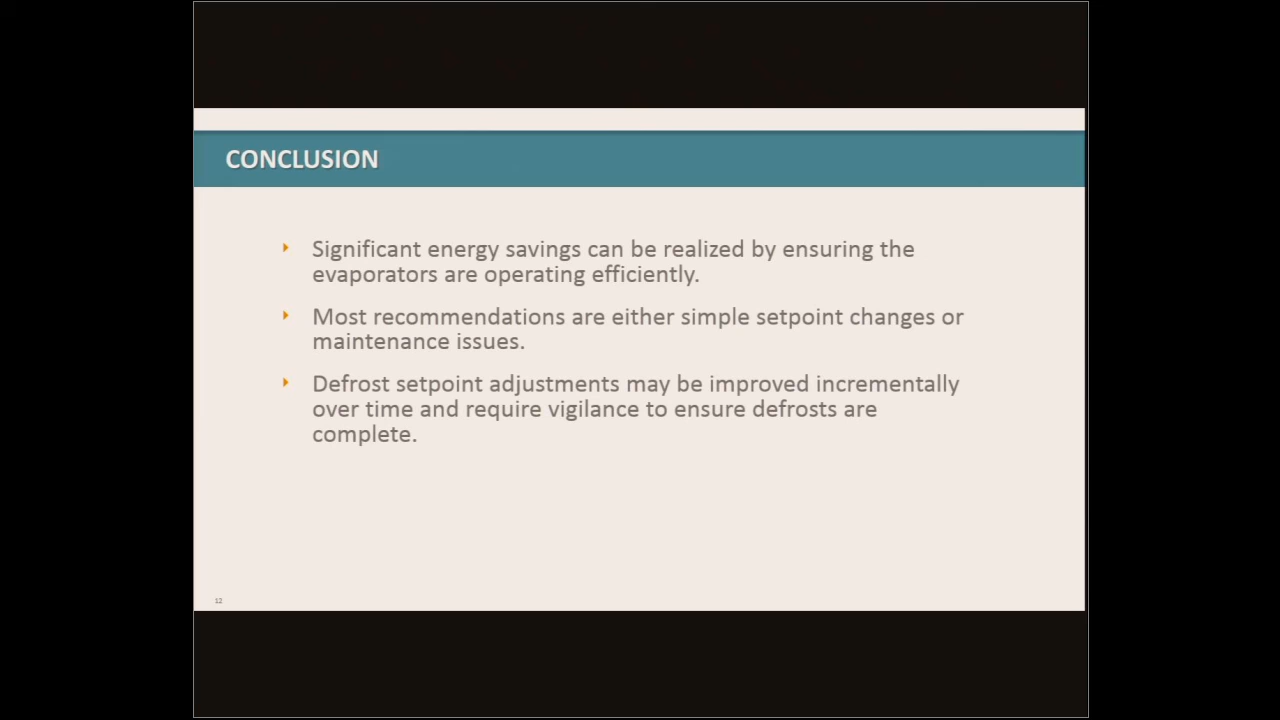 CONCLUSION
Significant energy savings can be realized by ensuring the
evaporators are operating efficiently.
Most recommendations are either simple setpoint changes or
maintenance issues.
Defrost setpoint adjustments may be improved incrementally
over time and require vigilance to ensure defrosts are
complete.
12